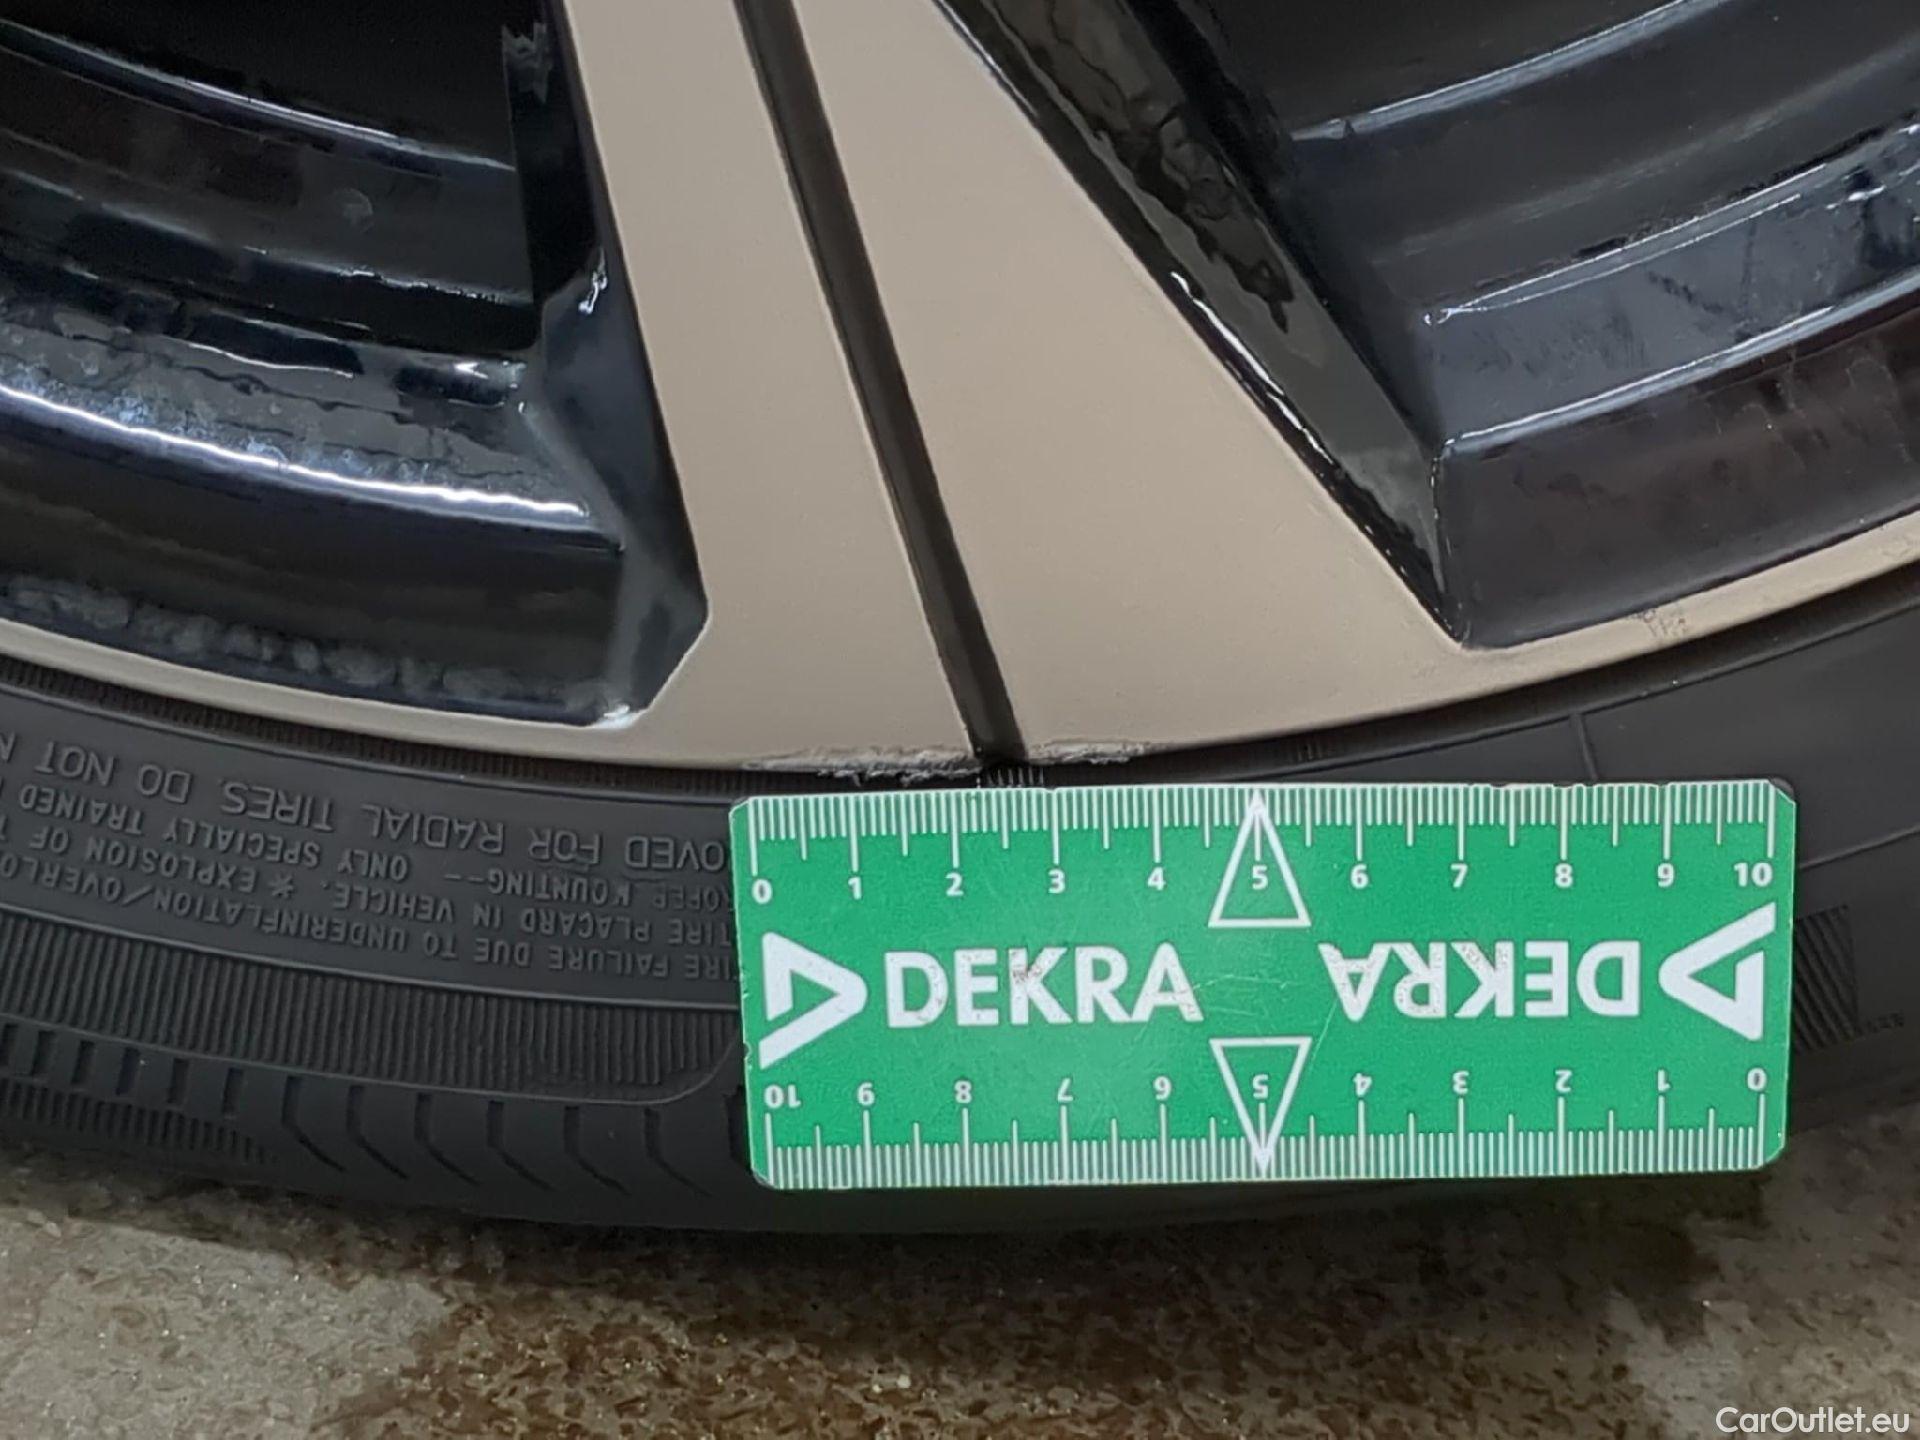 OVED FOR RADIAL TIRES. DO NOT
ONLY SPECIALLY TRAINED
TIRE PLACARD IN VEHICLE. * EXPLOSION OF
TIRE FAILURE DUE TO UNDERINFLATION/OVERLO
0 1 2 3 4 5 6 7 8 9 10
DEKRA DEKRA
10 9 8 7 6 5 4 3 2 1 0
CarOutlet.eu